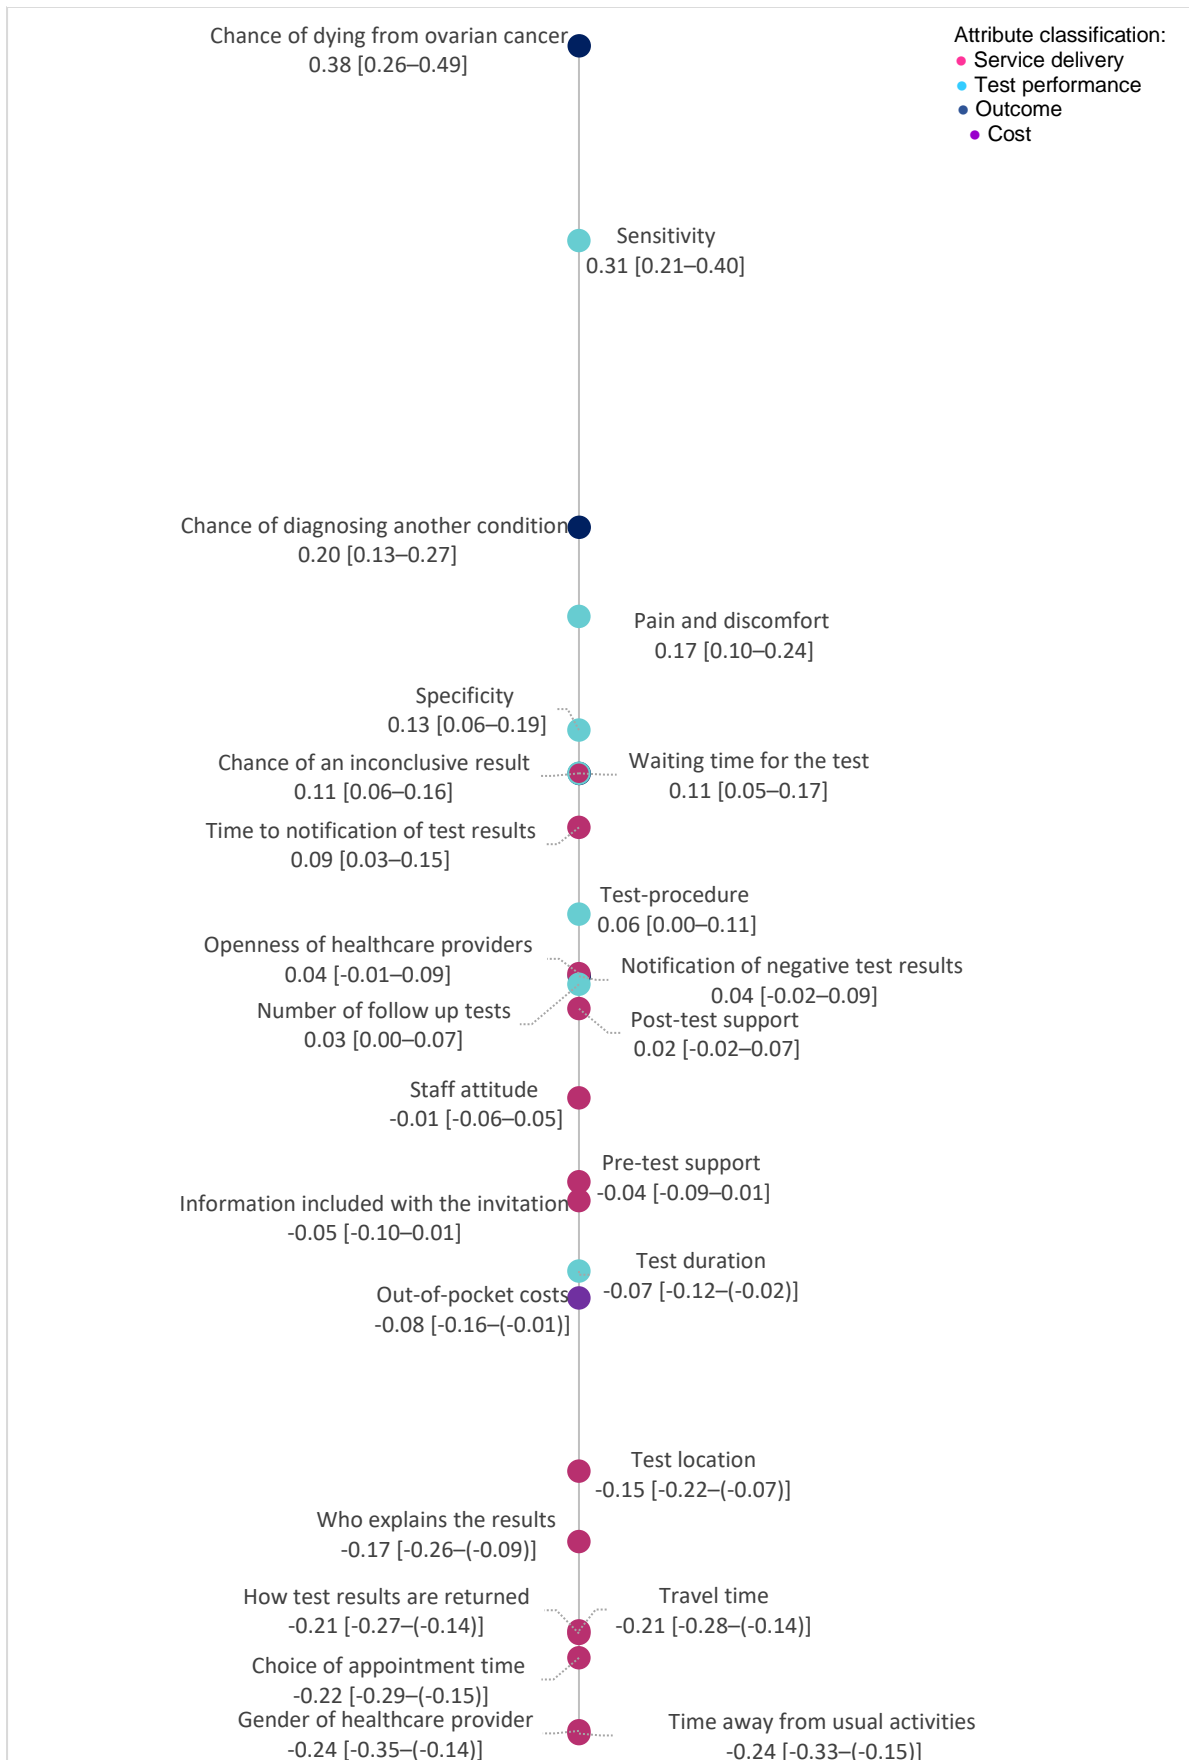 Chance of dying from ovarian cancer
0.38 [0.26–0.49]
Attribute classification:
Service delivery
Test performance
Outcome
Cost
Sensitivity
0.31 [0.21–0.40]
Chance of diagnosing another condition
0.20 [0.13–0.27]
Pain and discomfort
0.17 [0.10–0.24]
Specificity
0.13 [0.06–0.19]
Chance of an inconclusive result
0.11 [0.06–0.16]
Waiting time for the test
0.11 [0.05–0.17]
Time to notification of test results
0.09 [0.03–0.15]
Test-procedure
0.06 [0.00–0.11]
Openness of healthcare providers
0.04 [-0.01–0.09]
Notification of negative test results
0.04 [-0.02–0.09]
Number of follow up tests
0.03 [0.00–0.07]
Post-test support
0.02 [-0.02–0.07]
Staff attitude
-0.01 [-0.06–0.05]
Pre-test support
-0.04 [-0.09–0.01]
Information included with the invitation
-0.05 [-0.10–0.01]
Test duration
-0.07 [-0.12–(-0.02)]
Out-of-pocket costs
-0.08 [-0.16–(-0.01)]
Test location
-0.15 [-0.22–(-0.07)]
Who explains the results
-0.17 [-0.26–(-0.09)]
How test results are returned
-0.21 [-0.27–(-0.14)]
Travel time
-0.21 [-0.28–(-0.14)]
Choice of appointment time
-0.22 [-0.29–(-0.15)]
Gender of healthcare provider
-0.24 [-0.35–(-0.14)]
Time away from usual activities
-0.24 [-0.33–(-0.15)]